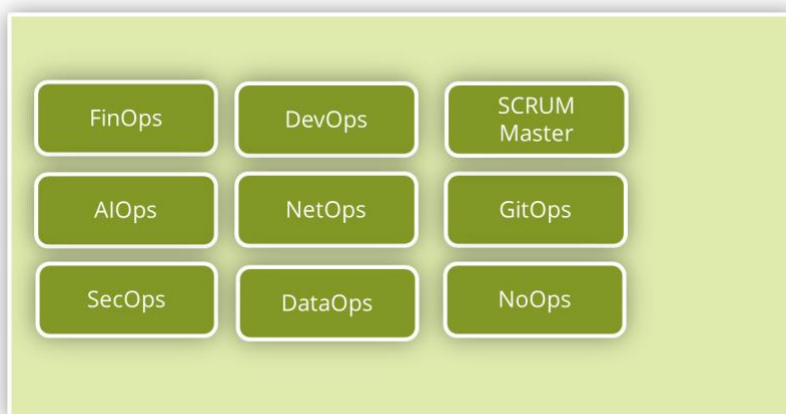 FinOps
DevOps
SCRUM
Master
AIOps
NetOps
GitOps
SecOps
DataOps
NoOps